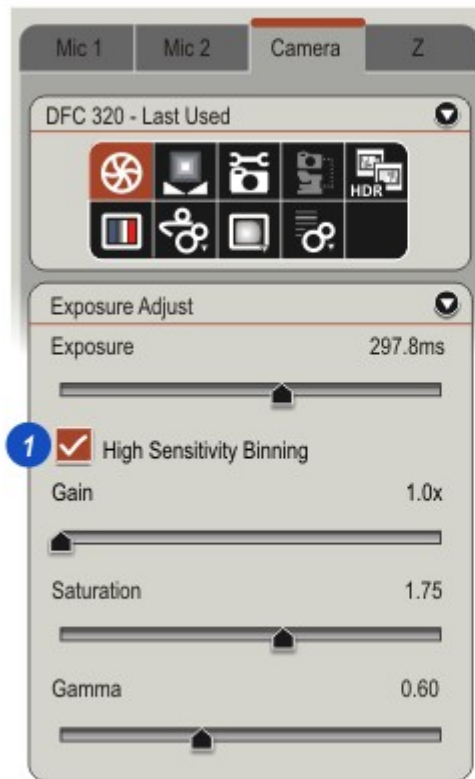 Mic 1 Mic 2 Camera Z
DFC 320 - Last Used
HDR
Exposure Adjust
Exposure 297.8ms
1 High Sensitivity Binning
Gain 1.0x
Saturation 1.75
Gamma 0.60